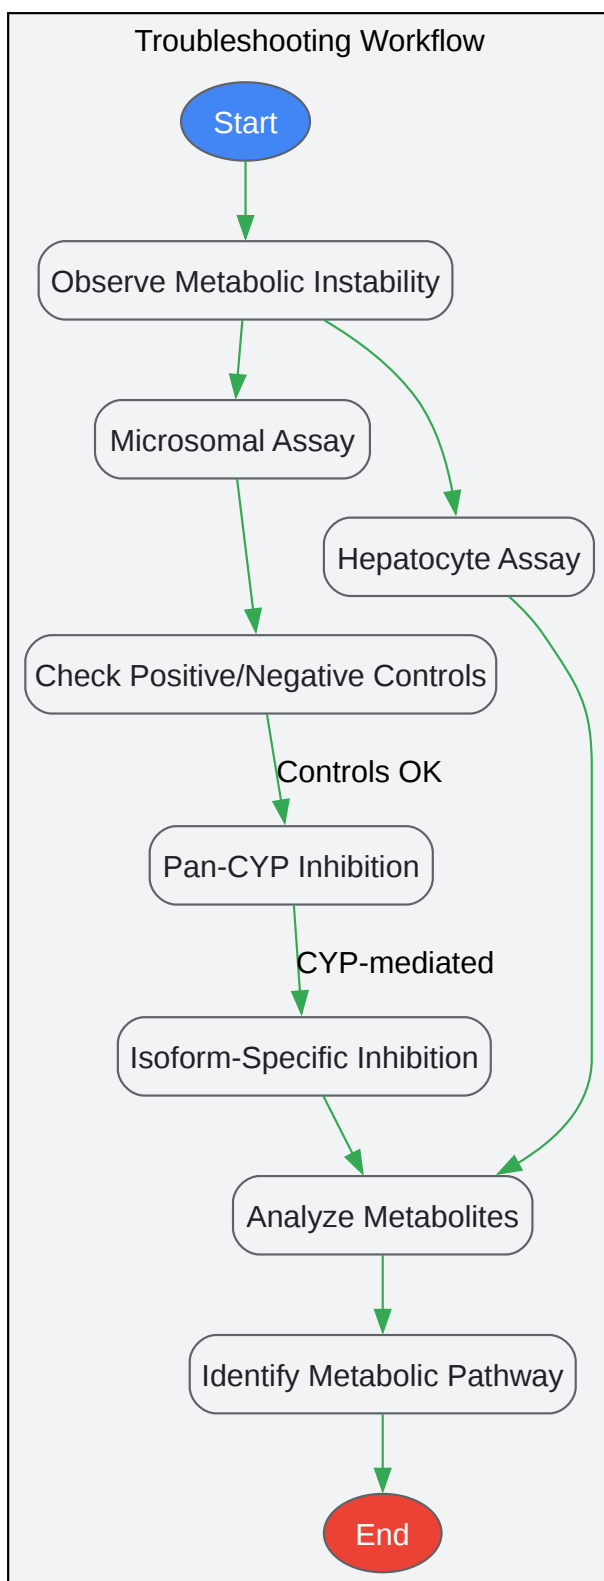 Troubleshooting Workflow
Start
Observe Metabolic Instability
Microsomal Assay
Hepatocyte Assay
Check Positive/Negative Controls
Controls OK
Pan-CYP Inhibition
CYP-mediated
Isoform-Specific Inhibition
Analyze Metabolites
Identify Metabolic Pathway
End